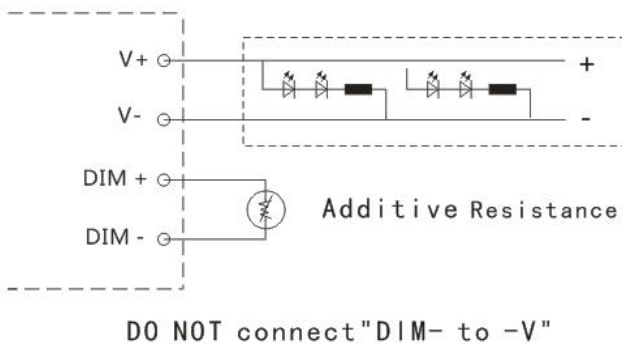 V+
+
V-
-
DIM +
Additive Resistance
DIM -
DO NOT connect"DIM- to -V"